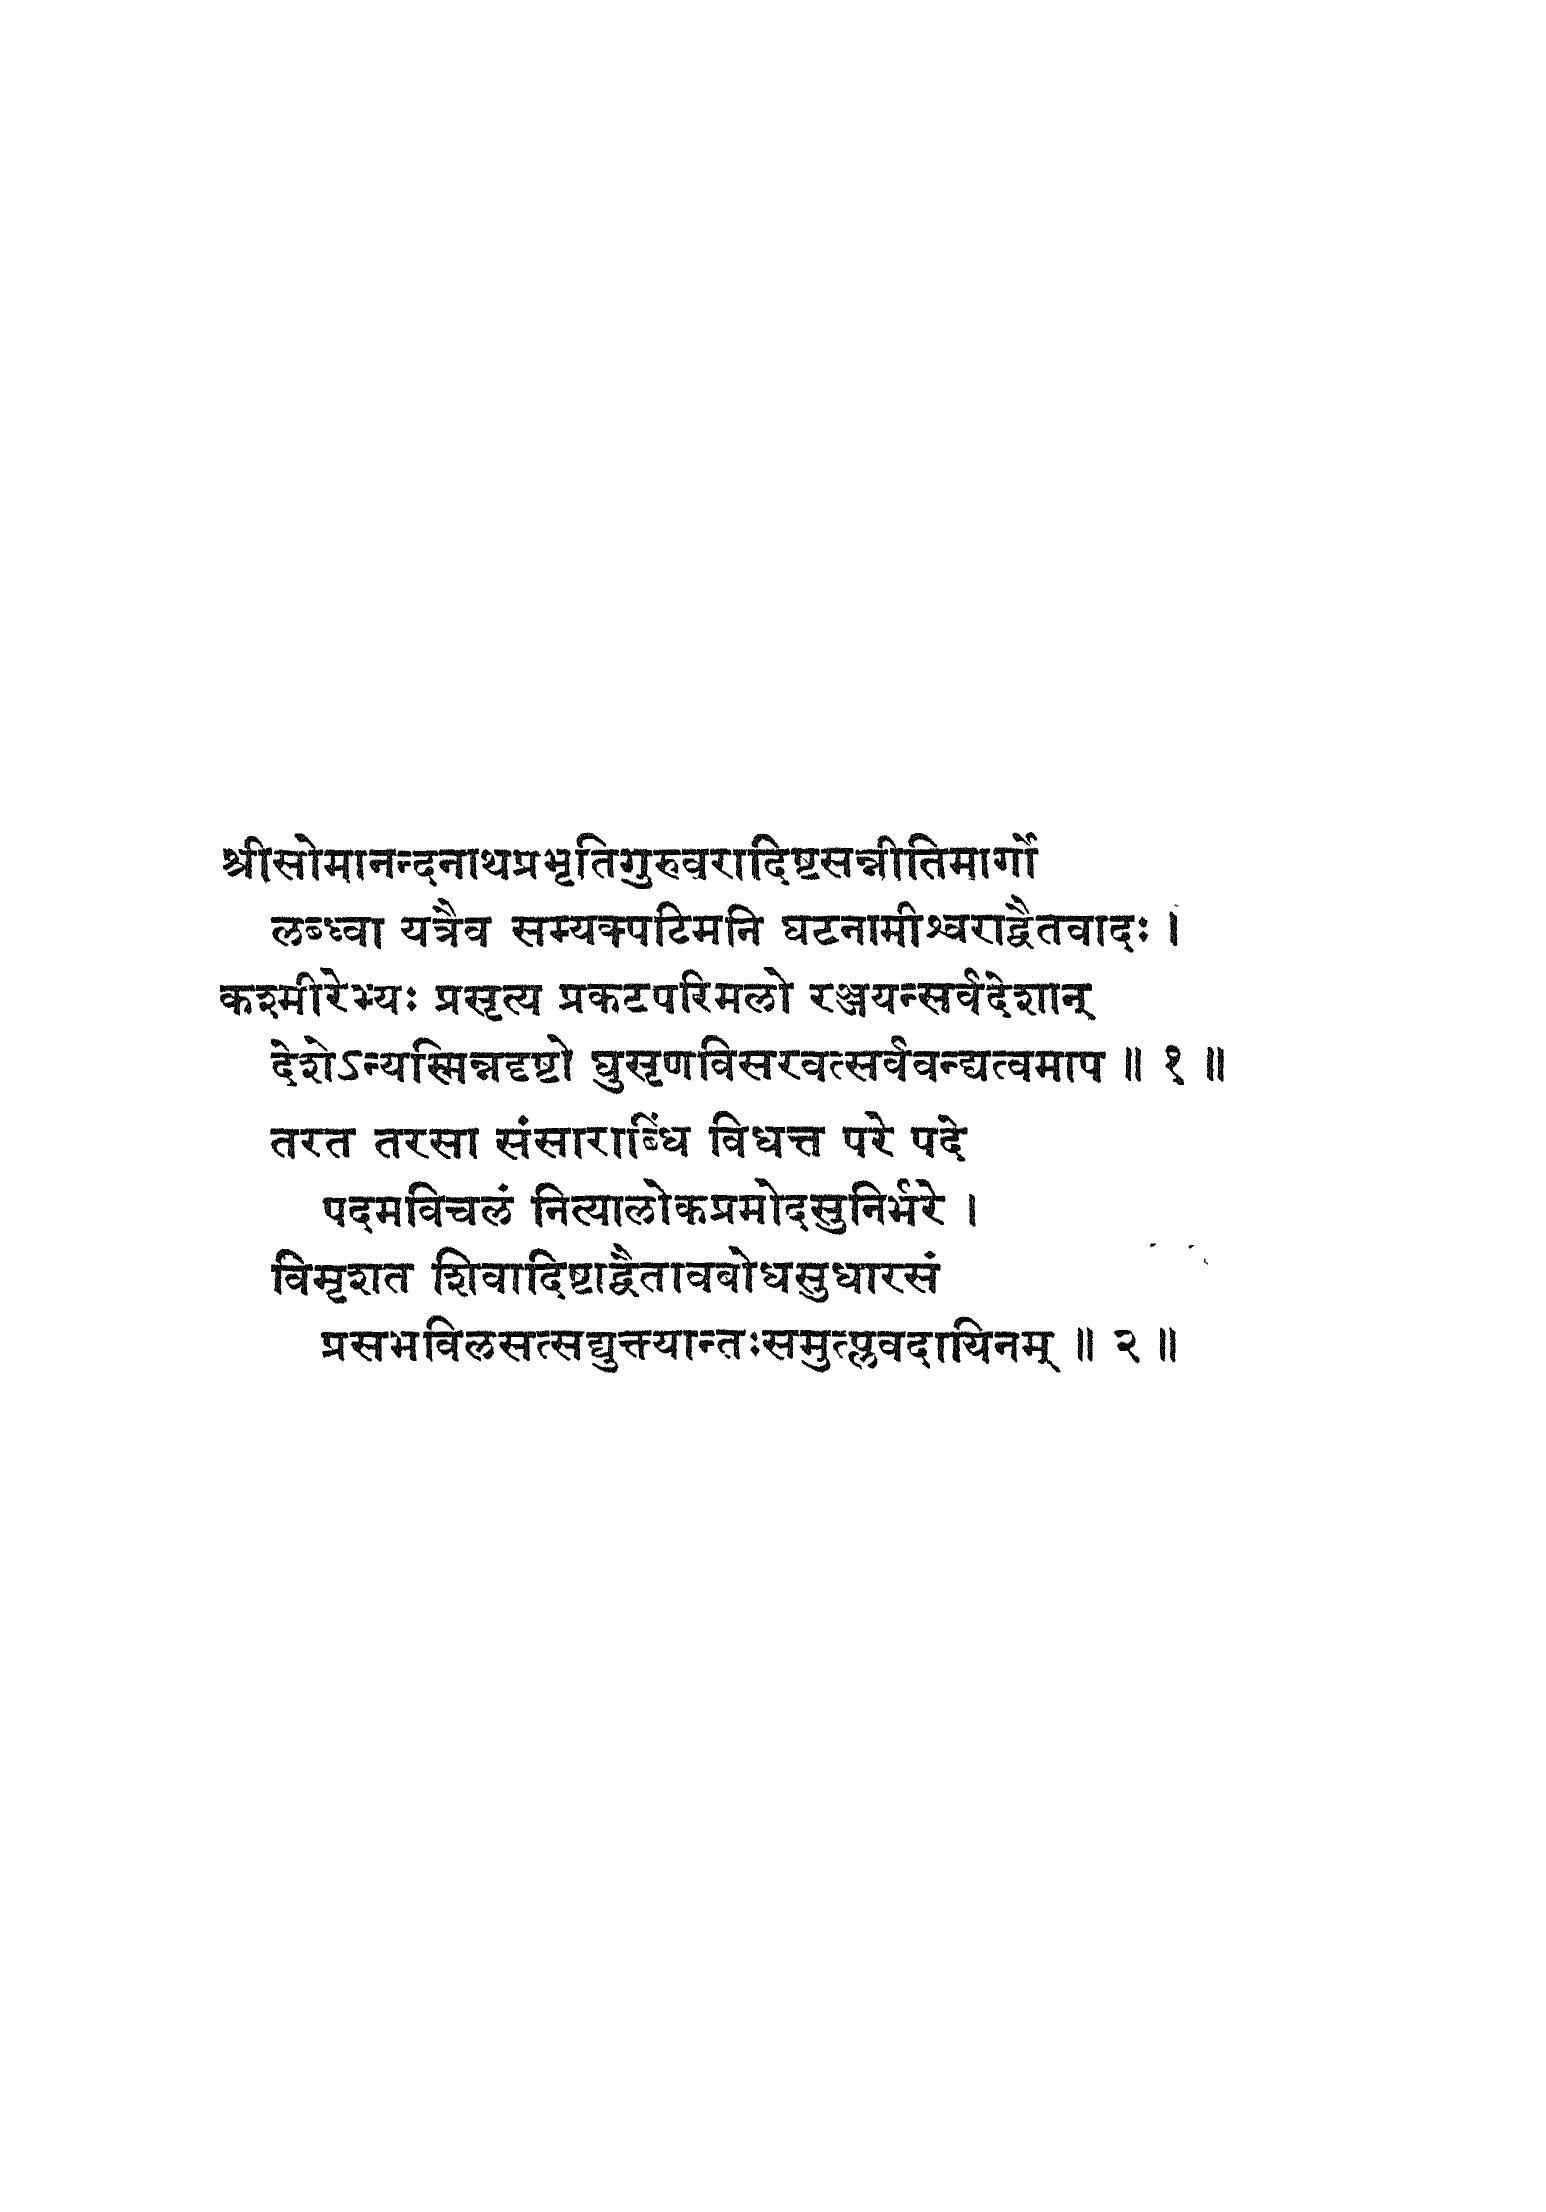 श्रीसोमानन्दनाथप्रभृतिगुरुवरादिष्टसन्नीतिमार्गो
लब्ध्वा यत्रैव सम्यक्पटिमनि घटनामीश्वराद्वैतवादः ।
कश्मीरेभ्यः प्रसृत्य प्रकटपरिमलो रञ्जयन्सर्वदेशान्
देशेऽन्यस्मिन्नदृष्टो घुसृणविसरवत्सर्ववन्द्यत्वमाप ॥ १ ॥
तरत तरसा संसाराब्धिं विधत्त परे पदे
पदमविचलं नित्यालोकप्रमोदसुनिर्भरे ।
विमृशत शिवादिष्टाद्वैतावबोधसुधारसं
प्रसभविलसत्सद्युक्त्यान्तःसमुत्प्लवदायिनम् ॥ २ ॥